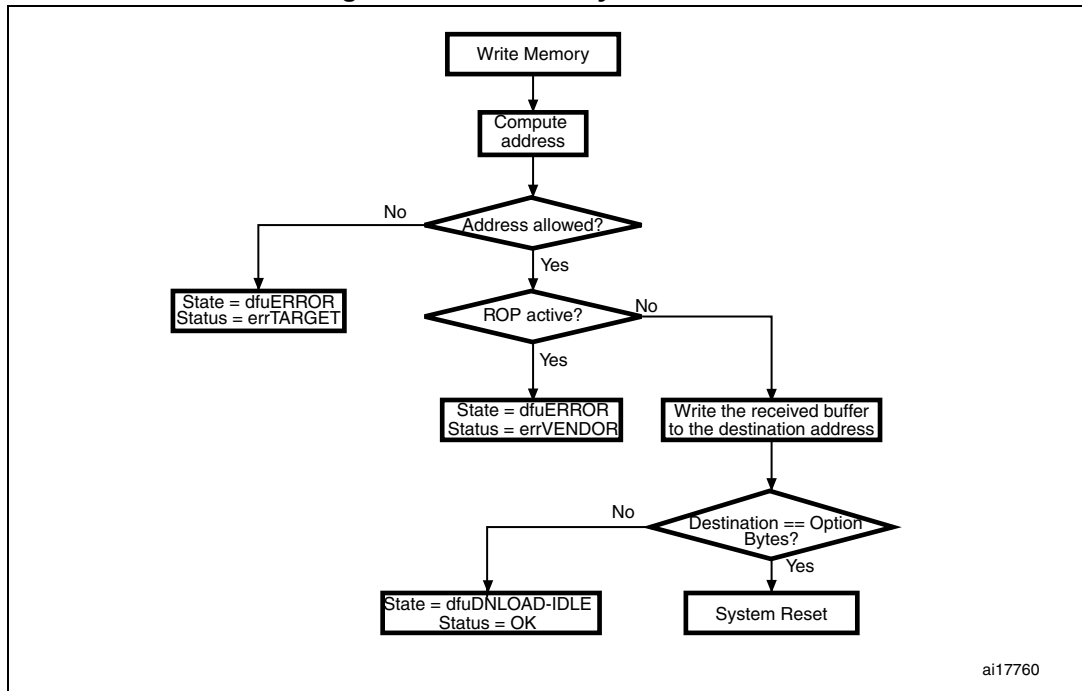 Write Memory
Compute
address
No
Address allowed?
Yes
State = dfuERROR
Status = errTARGET
ROP active?
No
Yes
State = dfuERROR
Status = errVENDOR
Write the received buffer
to the destination address
No
Destination == Option
Bytes?
Yes
State = dfuDNLOAD-IDLE
Status = OK
System Reset
ai17760